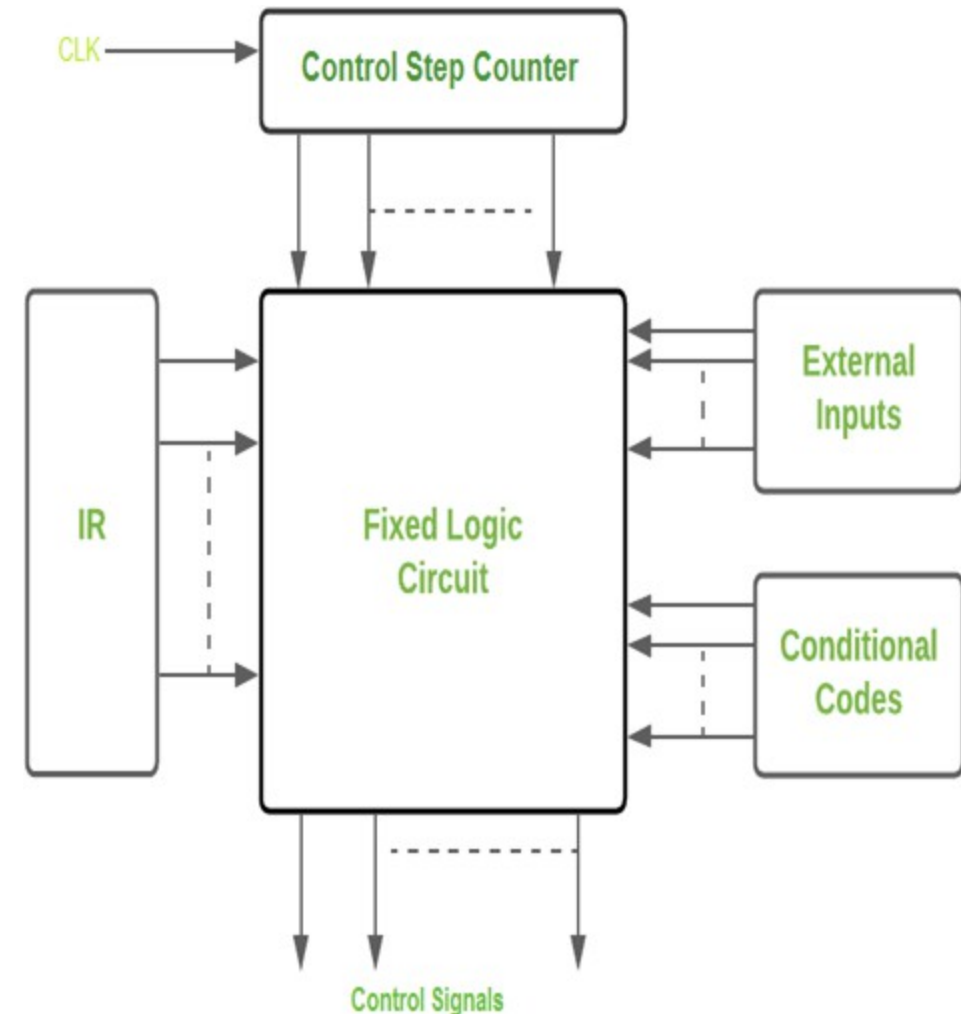 CLK
Control Step Counter
IR
Fixed Logic
Circuit
External
Inputs
Conditional
Codes
Control Signals